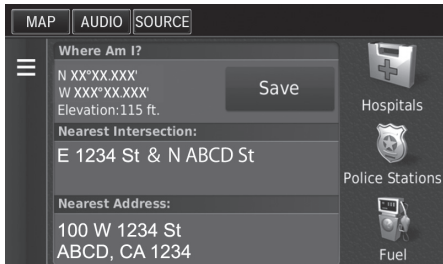 MAP AUDIO SOURCE
Where Am I?
N XX°XX.XXX'
W XXX°XX.XXX'
Elevation:115 ft.
Save
Nearest Intersection:
E 1234 St & N ABCD St
Nearest Address:
100 W 1234 St
ABCD, CA 1234
Hospitals
Police Stations
Fuel